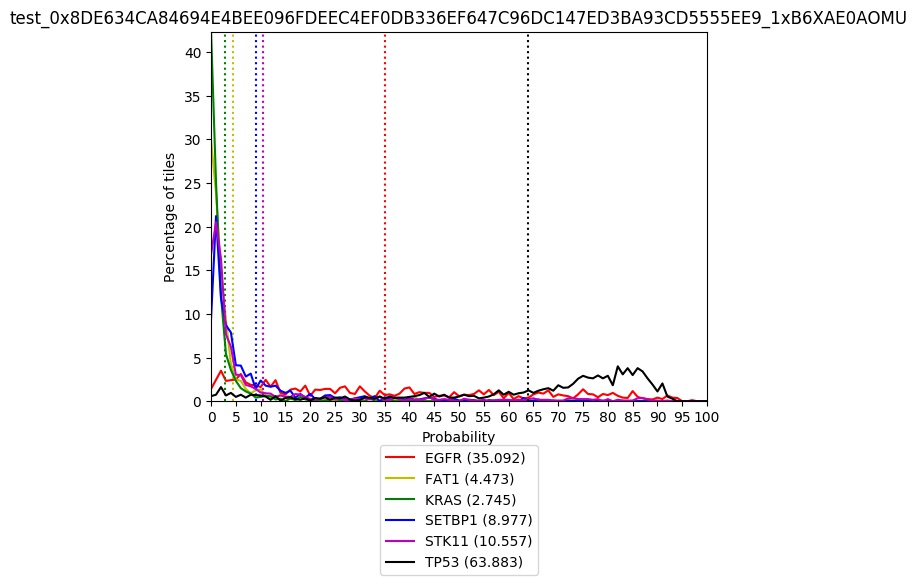 test_0x8DE634CA84694E4BEE096FDEEC4EF0DB336EF647C96DC147ED3BA93CD5555EE9_1xB6XAE0AOMU
40
35
30
25
20
15
10
5
0
Percentage of tiles
0 5 10 15 20 25 30 35 40 45 50 55 60 65 70 75 80 85 90 95 100
Probability
EGFR (35.092)
FAT1 (4.473)
KRAS (2.745)
SETBP1 (8.977)
STK11 (10.557)
TP53 (63.883)